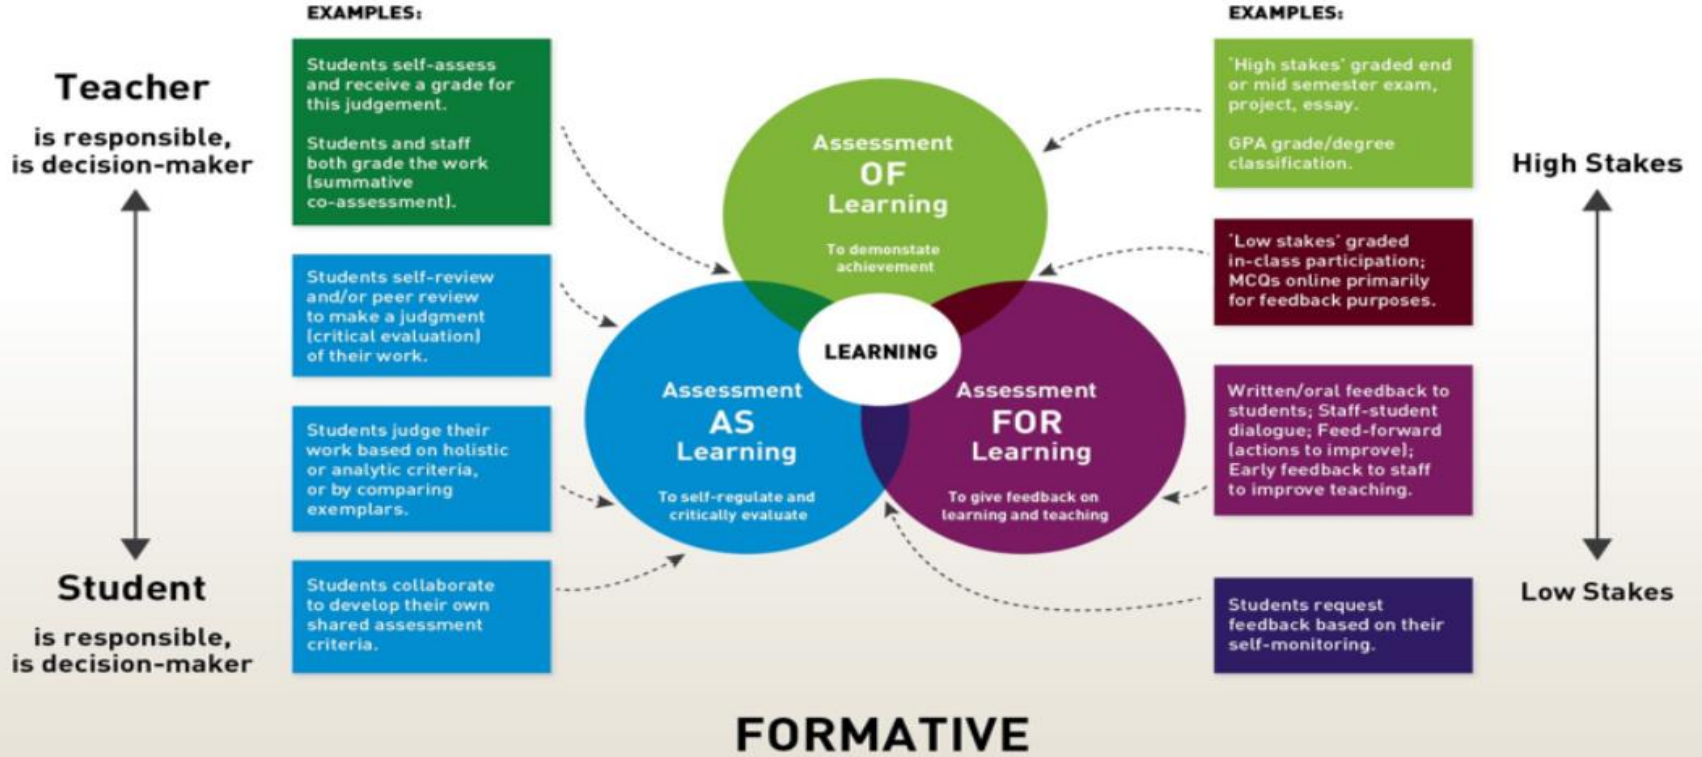 EXAMPLES:
EXAMPLES:
Teacher
is responsible,
is decision-maker
Student
is responsible,
is decision-maker
Students self-assess
and receive a grade for
this judgement.
Students and staff
both grade the work
(summative
co-assessment).
Students self-review
and/or peer review
to make a judgment
(critical evaluation)
of their work.
Students judge their
work based on holistic
or analytic criteria,
or by comparing
exemplars.
Students collaborate
to develop their own
shared assessment
criteria.
Assessment
OF
Learning
To demonstate
achievement
LEARNING
Assessment
AS
Learning
To self-regulate and
critically evaluate
Assessment
FOR
Learning
To give feedback on
learning and teaching
'High stakes' graded end
or mid semester exam,
project, essay.
GPA grade/degree
classification.
'Low stakes' graded
in-class participation;
MCQs online primarily
for feedback purposes.
Written/oral feedback to
students; Staff-student
dialogue; Feed-forward
(actions to improve);
Early feedback to staff
to improve teaching.
Students request
feedback based on their
self-monitoring.
High Stakes
Low Stakes
FORMATIVE